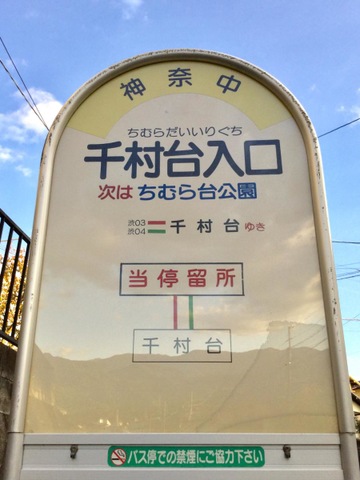 神奈中
ちむらだいいりぐち
千村台入口
次は ちむら台公園
渋03
渋04 千村台ゆき
当停留所
千村台
バス停での禁煙にご協力下さい